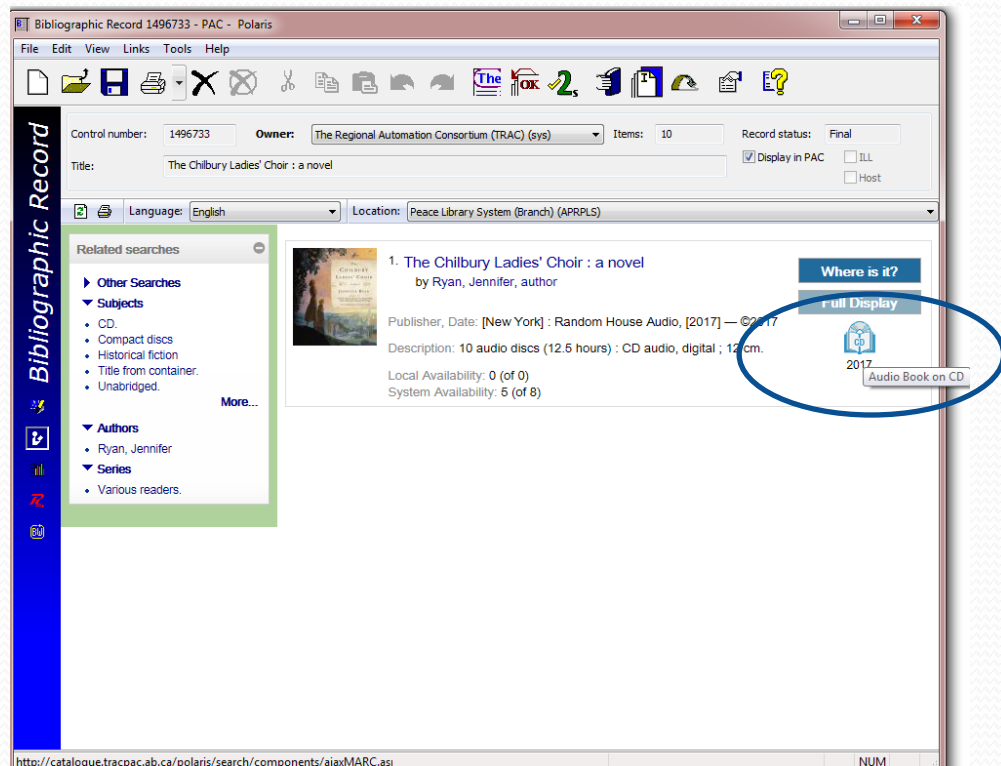 Bibliographic Record 1496733 - PAC - Polaris
File Edit View Links Tools Help
Control number: 1496733 Owner: The Regional Automation Consortium (TRAC) (sys) Items: 10 Record status: Final
Title: The Chilbury Ladies' Choir : a novel
Display in PAC ILL
Host
Bibliographic Record
Language: English Location: Peace Library System (Branch) (APRPLS)
Related searches
Other Searches
Subjects
CD.
Compact discs
Historical fiction
Title from container.
Unabridged.
More...
Authors
Ryan, Jennifer
Series
Various readers.
1. The Chilbury Ladies' Choir : a novel
by Ryan, Jennifer, author
Publisher, Date: [New York] : Random House Audio, [2017] — ©2017
Description: 10 audio discs (12.5 hours) : CD audio, digital ; 12 cm.
Local Availability: 0 (of 0)
System Availability: 5 (of 8)
Where is it?
Full Display
CD
2017
Audio Book on CD
http://catalogue.tracpac.ab.ca/polaris/search/components/ajaxMARC.as
NUM